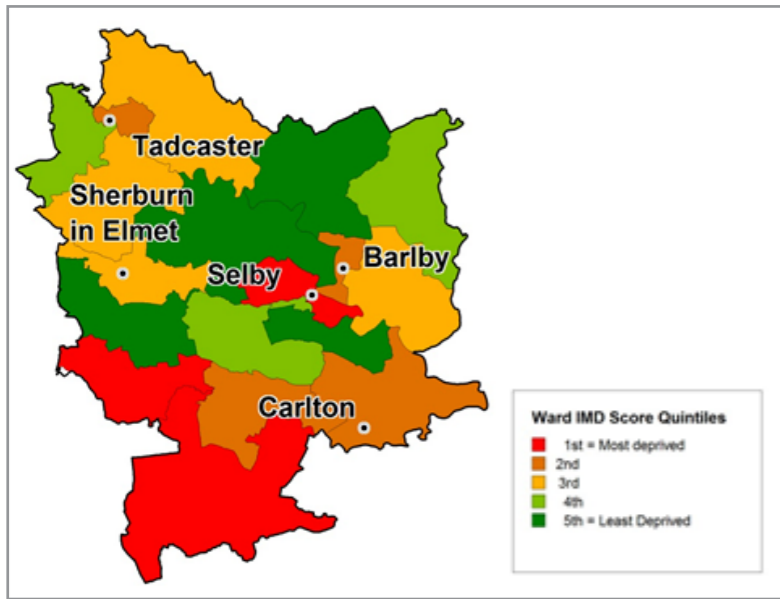 Tadcaster
Sherburn
in Elmet
Selby
Barlby
Carlton
Ward IMD Score Quintiles
1st = Most deprived
2nd
3rd
4th
5th = Least Deprived